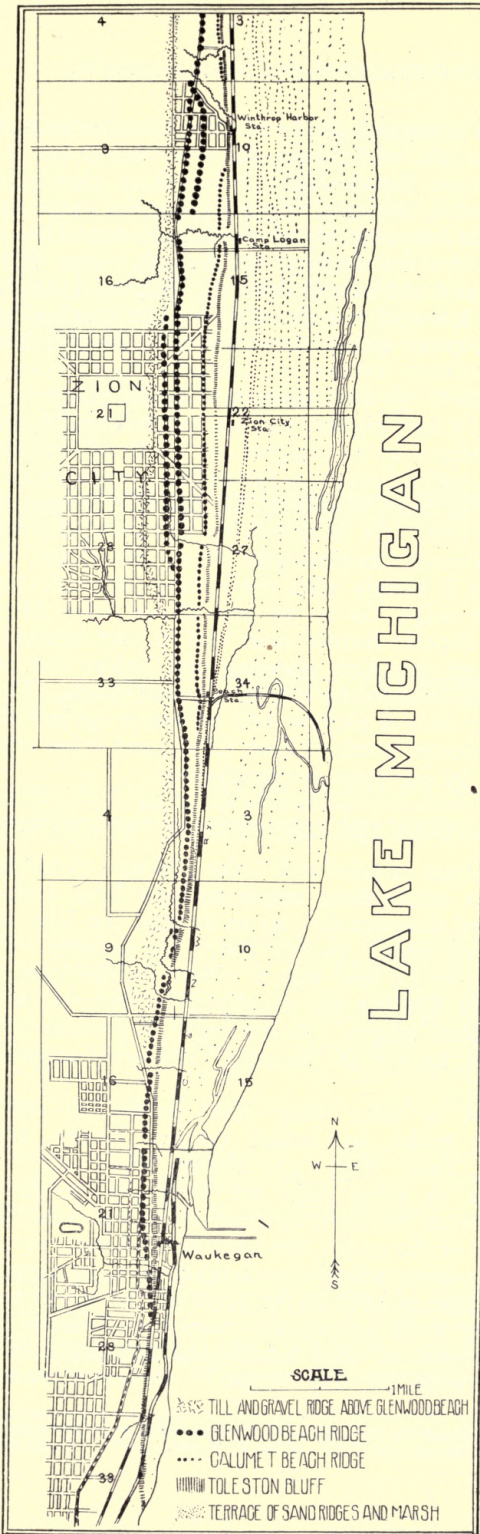 4 3
Winthrop Harbor
Sta.
9 10
Camp Logan
Sta.
16 15
ZION
21 22
Zion City
Sta.
CITY
28 27
33 34
Beach
Sta.
4 3
9 10
16 15
21
Waukegan
28
33
LAKE MICHIGAN
N
W E
S
SCALE
1 MILE
TILL AND GRAVEL RIDGE ABOVE GLENWOOD BEACH
GLENWOOD BEACH RIDGE
CALUMET BEACH RIDGE
TOLESTON BLUFF
TERRACE OF SAND RIDGES AND MARSH